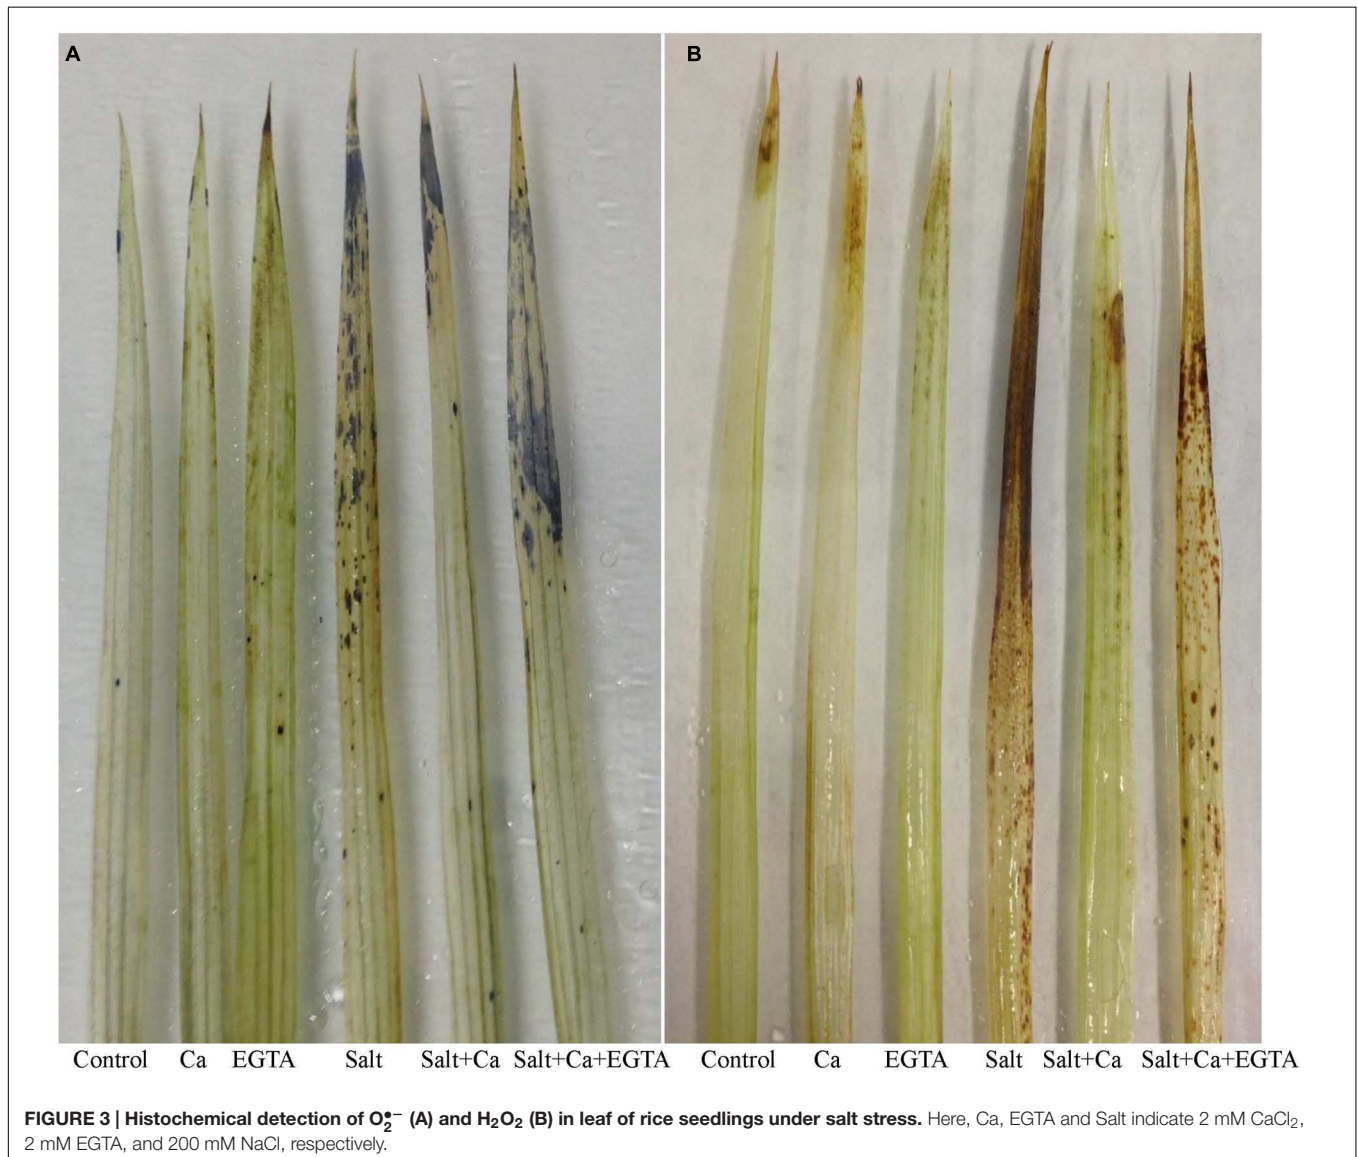 A
B
Control Ca EGTA Salt Salt+Ca Salt+Ca+EGTA Control Ca EGTA Salt Salt+Ca Salt+Ca+EGTA
FIGURE 3 | Histochemical detection of O₂•− (A) and H₂O₂ (B) in leaf of rice seedlings under salt stress. Here, Ca, EGTA and Salt indicate 2 mM CaCl₂,
2 mM EGTA, and 200 mM NaCl, respectively.